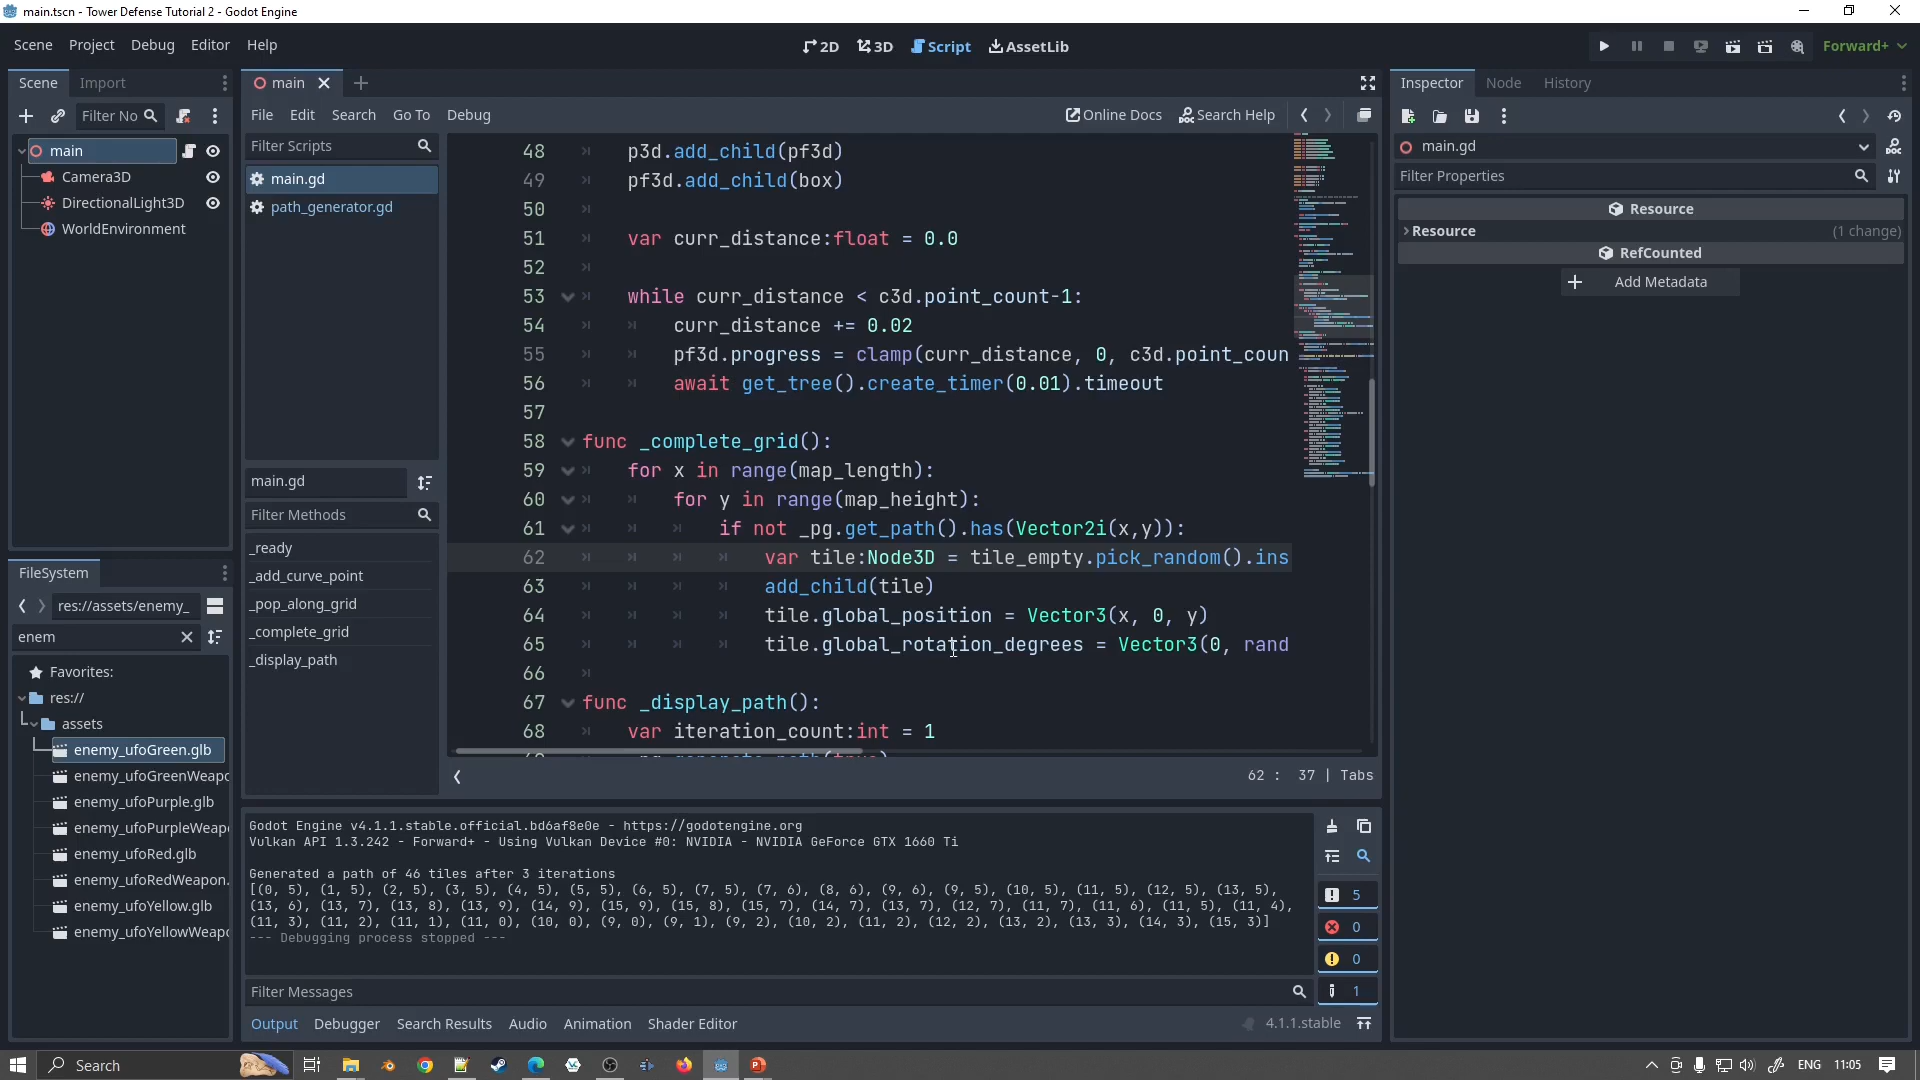 main.tscn - Tower Defense Tutorial 2 - Godot Engine
Scene Project Debug Editor Help
2D 3D Script AssetLib
Forward+
Scene Import
main
Inspector Node History
Filter No
File Edit Search Go To Debug
Online Docs Search Help
main
Camera3D
DirectionalLight3D
WorldEnvironment
Filter Scripts
main.gd
path_generator.gd
main.gd
Filter Methods
_ready
_add_curve_point
_pop_along_grid
_complete_grid
_display_path
48 p3d.add_child(pf3d)
49 pf3d.add_child(box)
50
51 var curr_distance:float = 0.0
52
53 while curr_distance < c3d.point_count-1:
54 curr_distance += 0.02
55 pf3d.progress = clamp(curr_distance, 0, c3d.point_coun
56 await get_tree().create_timer(0.01).timeout
57
58 func _complete_grid():
59 for x in range(map_length):
60 for y in range(map_height):
61 if not _pg.get_path().has(Vector2i(x,y)):
62 var tile:Node3D = tile_empty.pick_random().ins
63 add_child(tile)
64 tile.global_position = Vector3(x, 0, y)
65 tile.global_rotation_degrees = Vector3(0, rand
66
67 func _display_path():
68 var iteration_count:int = 1
62 : 37 | Tabs
main.gd
Filter Properties
Resource
Resource (1 change)
RefCounted
Add Metadata
FileSystem
res://assets/enemy_
enem
Favorites:
res://
assets
enemy_ufoGreen.glb
enemy_ufoGreenWeapo
enemy_ufoPurple.glb
enemy_ufoPurpleWeap
enemy_ufoRed.glb
enemy_ufoRedWeapon.
enemy_ufoYellow.glb
enemy_ufoYellowWeapo
Godot Engine v4.1.1.stable.official.bd6af8e0e - https://godotengine.org
Vulkan API 1.3.242 - Forward+ - Using Vulkan Device #0: NVIDIA - NVIDIA GeForce GTX 1660 Ti
Generated a path of 46 tiles after 3 iterations
[(0, 5), (1, 5), (2, 5), (3, 5), (4, 5), (5, 5), (6, 5), (7, 5), (7, 6), (8, 6), (9, 6), (9, 5), (10, 5), (11, 5), (12, 5), (13, 5),
(13, 6), (13, 7), (13, 8), (13, 9), (14, 9), (15, 9), (15, 8), (15, 7), (14, 7), (13, 7), (12, 7), (11, 7), (11, 6), (11, 5), (11, 4),
(11, 3), (11, 2), (11, 1), (11, 0), (10, 0), (9, 0), (9, 1), (9, 2), (10, 2), (11, 2), (12, 2), (13, 2), (13, 3), (14, 3), (15, 3)]
--- Debugging process stopped ---
5
0
0
1
Filter Messages
Output Debugger Search Results Audio Animation Shader Editor
4.1.1.stable
Search
ENG 11:05